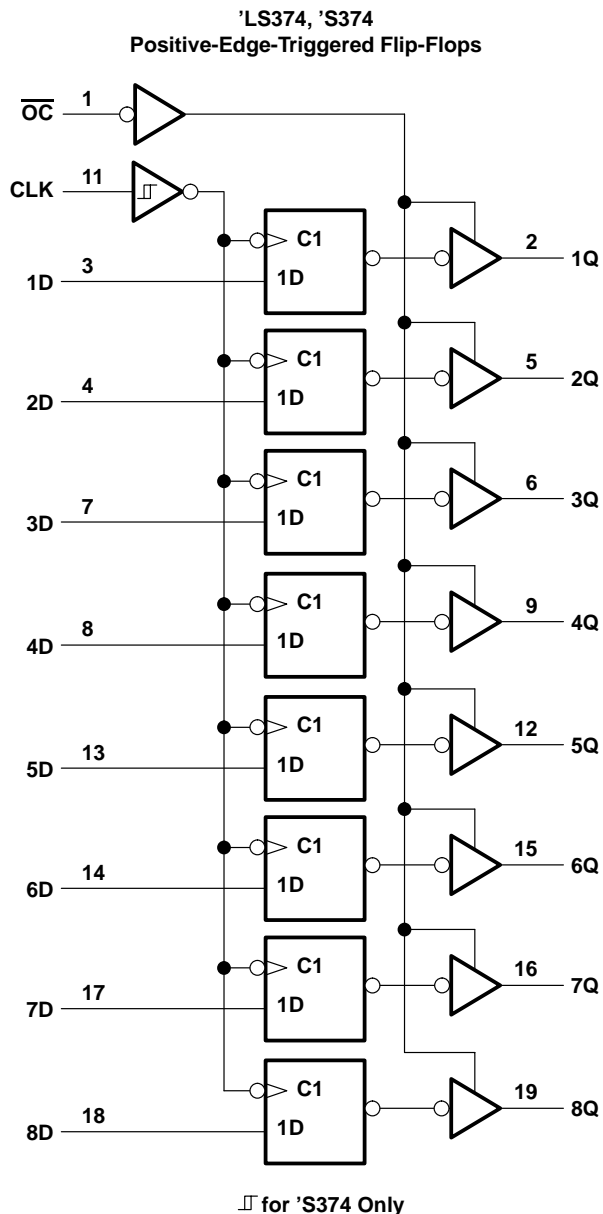 'LS374, 'S374
Positive-Edge-Triggered Flip-Flops
OC 1
CLK 11
C1
1D 3 1D 2 1Q
C1
2D 4 1D 5 2Q
C1
3D 7 1D 6 3Q
C1
4D 8 1D 9 4Q
C1
5D 13 1D 12 5Q
C1
6D 14 1D 15 6Q
C1
7D 17 1D 16 7Q
C1
8D 18 1D 19 8Q
for 'S374 Only